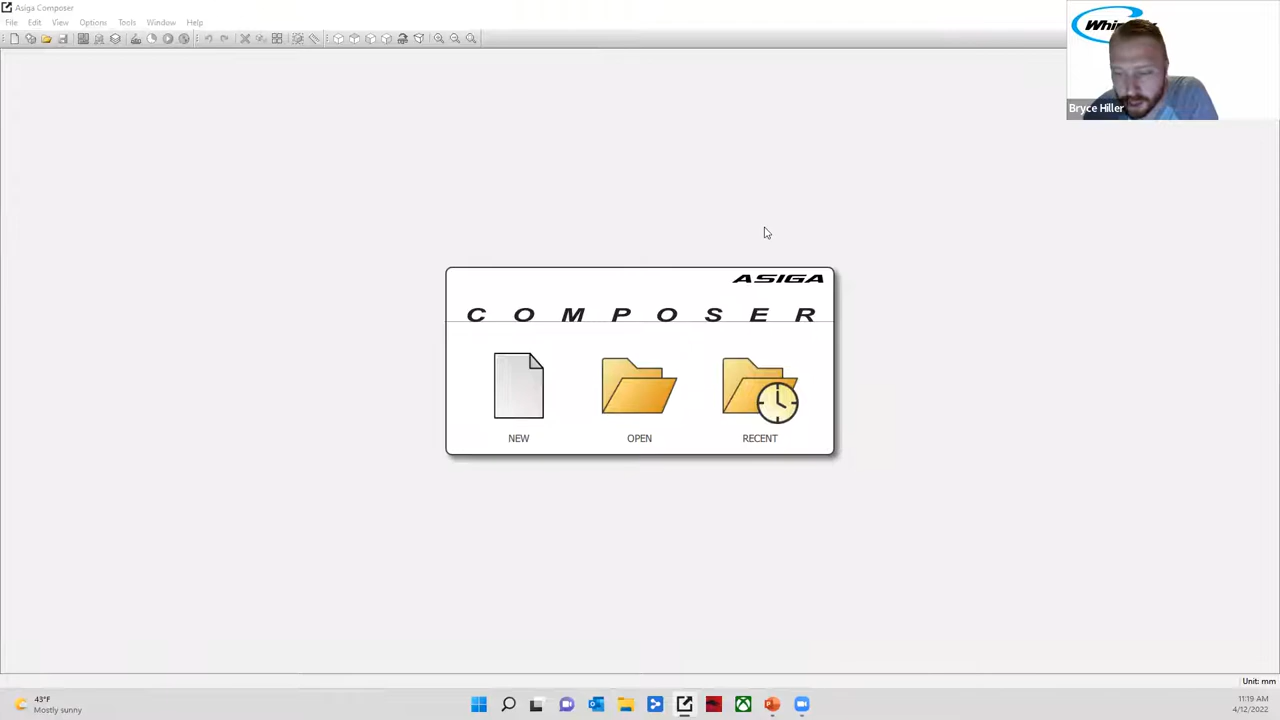 Asiga Composer
File Edit View Options Tools Window Help
Bryce Hiller
ASIGA
COMPOSER
NEW OPEN RECENT
Unit: mm
43°F
Mostly sunny
11:19 AM
4/12/2022